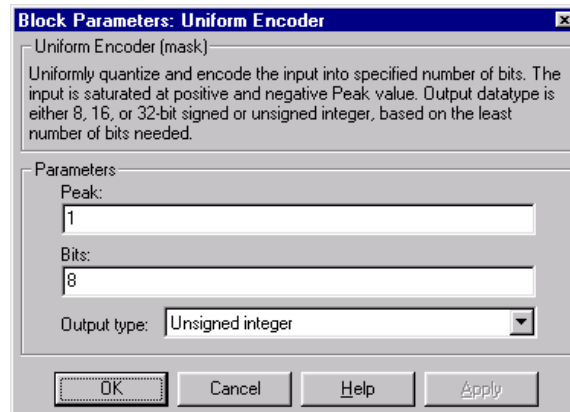 Block Parameters: Uniform Encoder
Uniform Encoder (mask)
Uniformly quantize and encode the input into specified number of bits. The
input is saturated at positive and negative Peak value. Output datatype is
either 8, 16, or 32-bit signed or unsigned integer, based on the least
number of bits needed.
Parameters
Peak:
1
Bits:
8
Output type: Unsigned integer
OK Cancel Help Apply